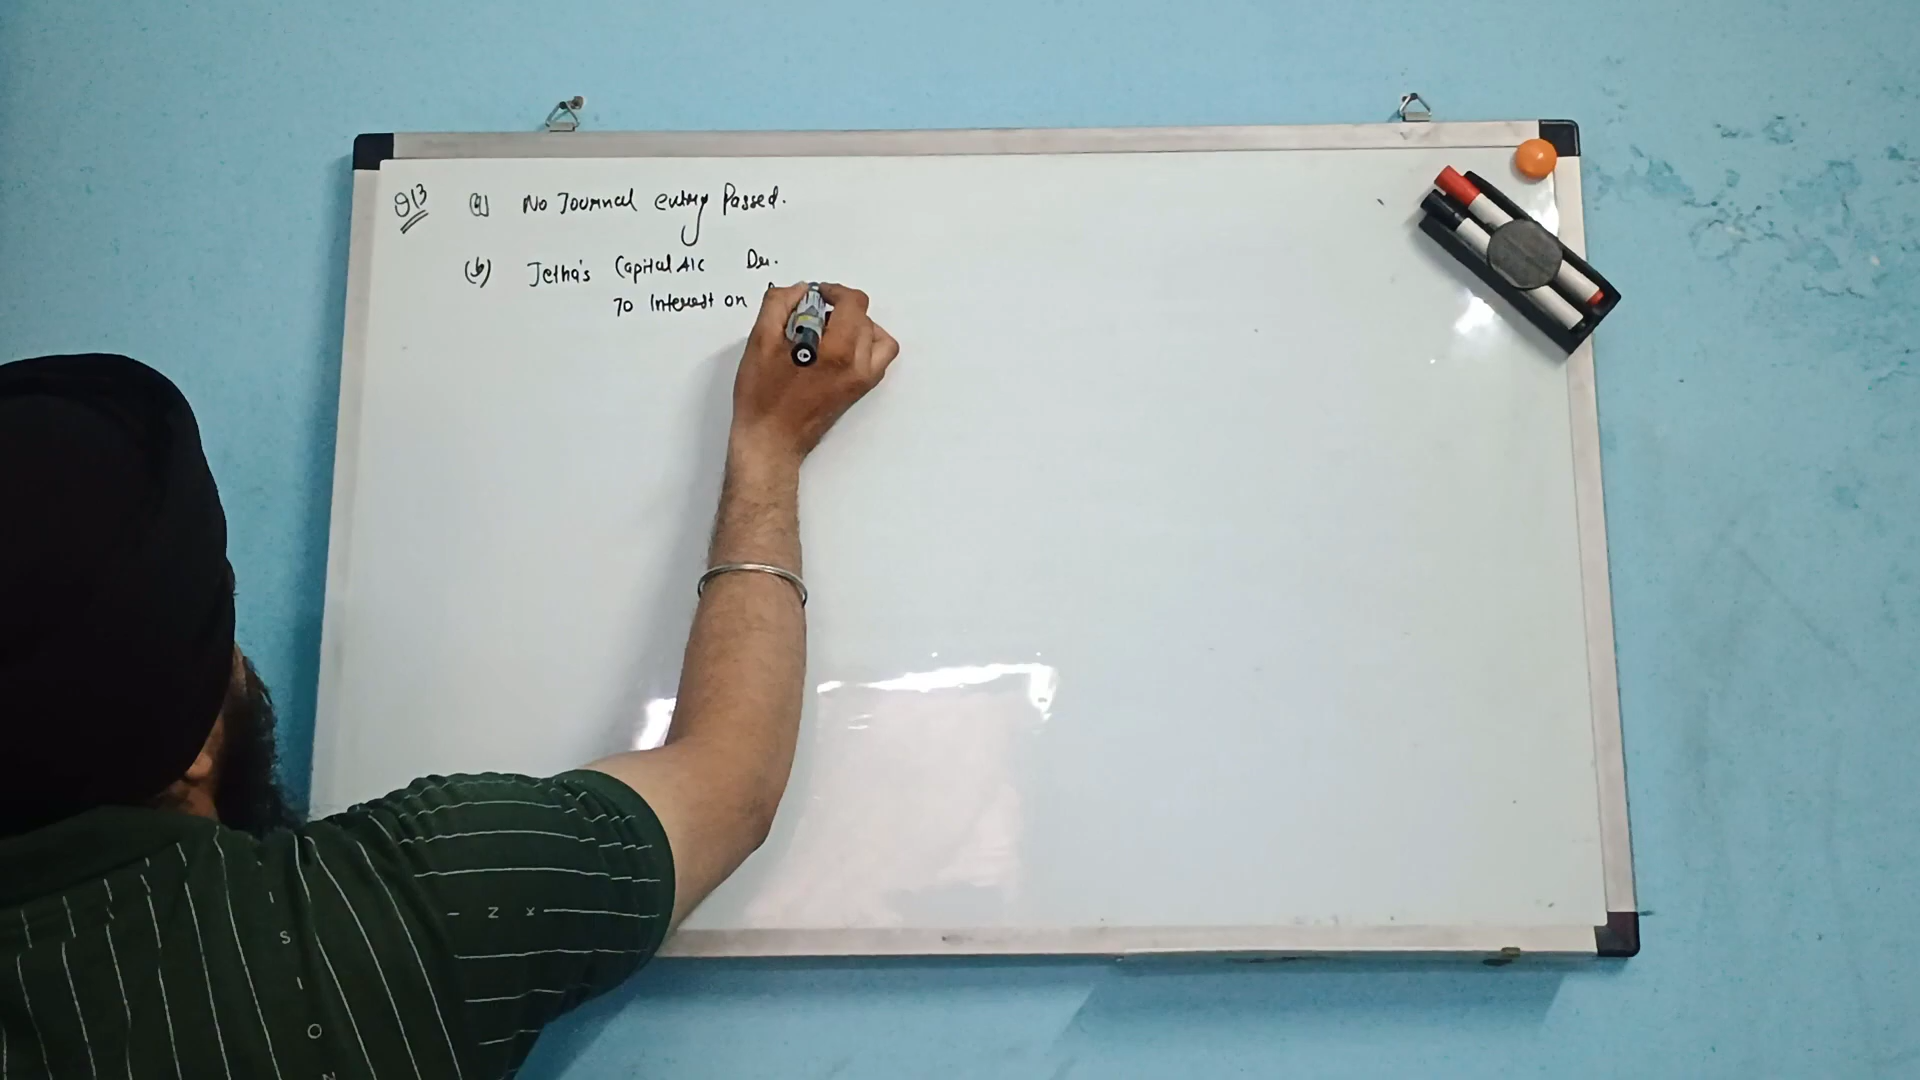 Q13 (a) No Journal entry Passed.
(b) Jetha's Capital A/c Dr.
To Interest on